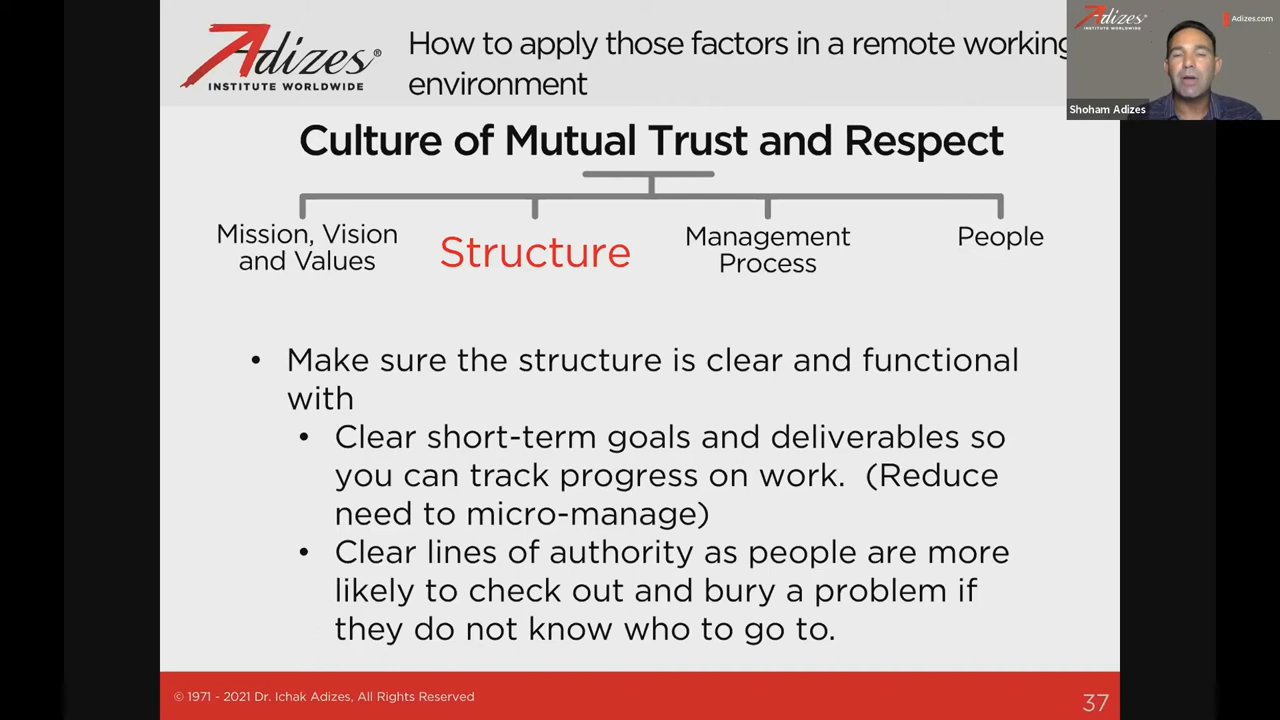 Adizes®
INSTITUTE WORLDWIDE
How to apply those factors in a remote working
environment
Adizes
INSTITUTE WORLDWIDE
Adizes.com
Shoham Adizes
Culture of Mutual Trust and Respect
Mission, Vision
and Values
Structure
Management
Process
People
• Make sure the structure is clear and functional
with
• Clear short-term goals and deliverables so
you can track progress on work. (Reduce
need to micro-manage)
• Clear lines of authority as people are more
likely to check out and bury a problem if
they do not know who to go to.
© 1971 - 2021 Dr. Ichak Adizes, All Rights Reserved
37